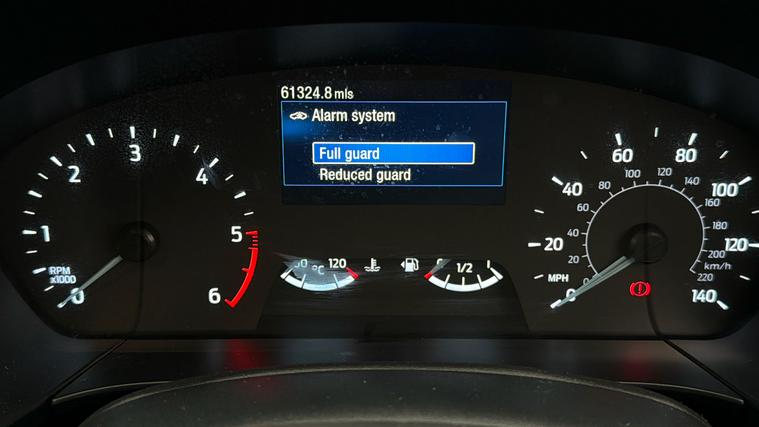 61324.8 mls
Alarm system
Full guard
Reduced guard
0 1 2 3 4 5 6
RPM
x1000
°C 120
1/2
0 20 40 60 80 100 120 140
MPH
0 20 40 60 80 100 120 140 160 180 200 220
km/h